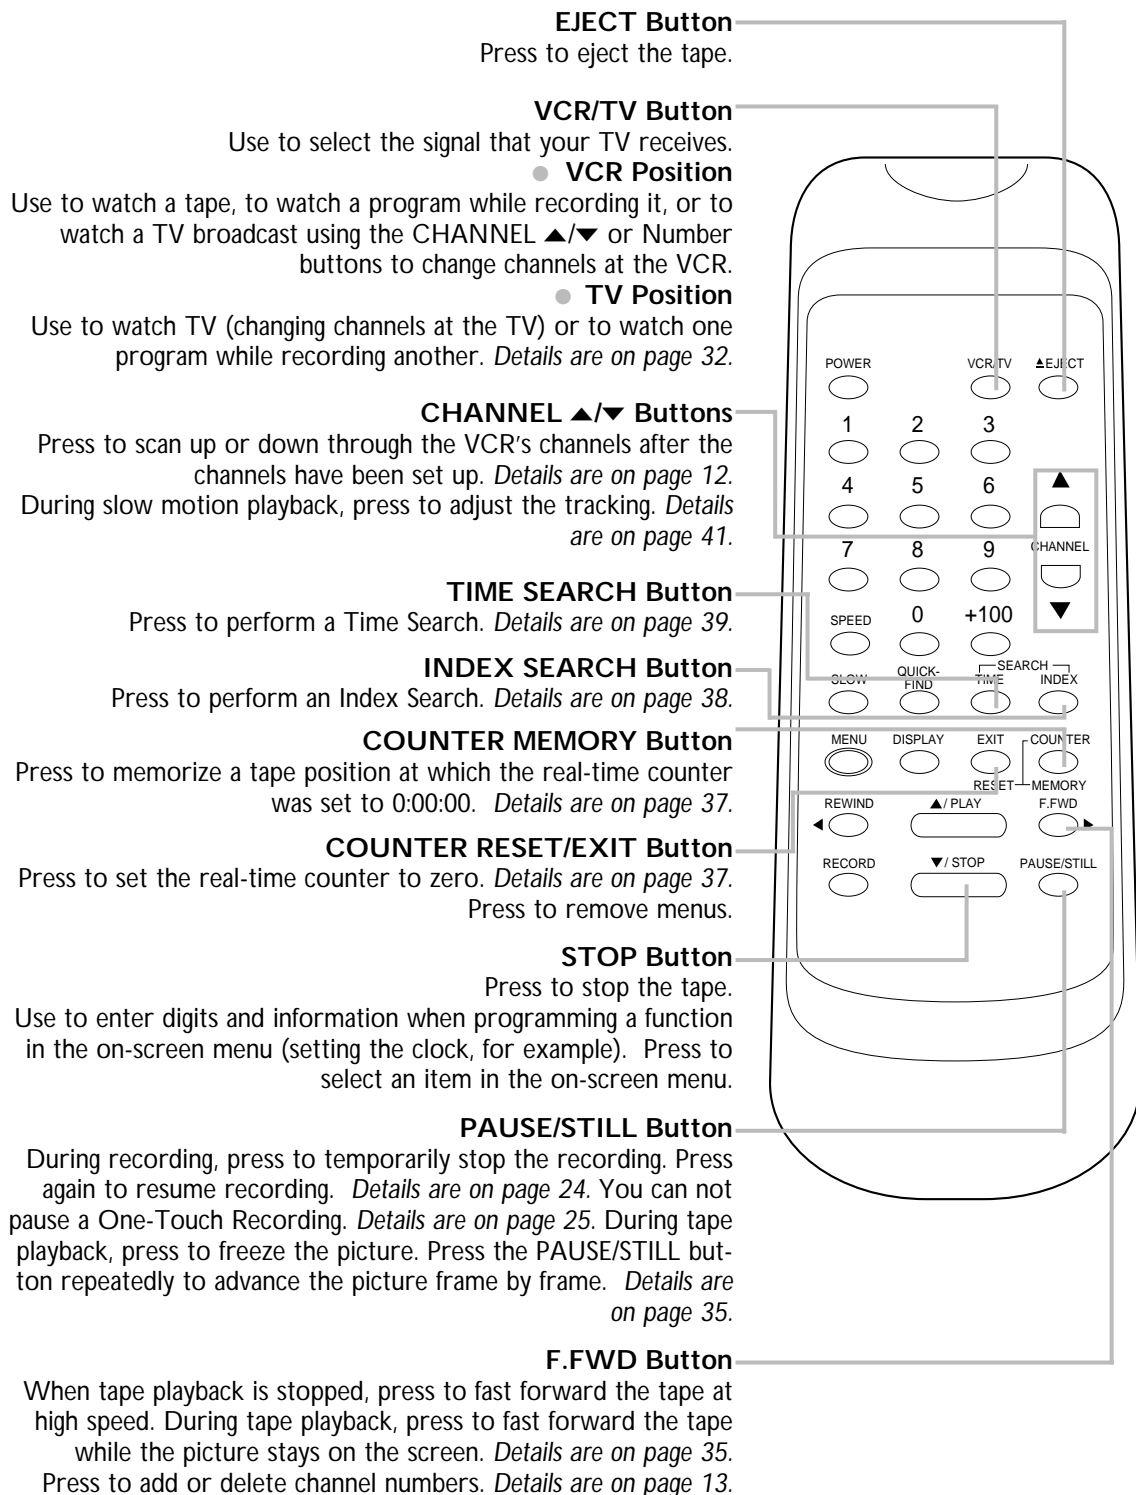 EJECT Button
Press to eject the tape.
VCR/TV Button
Use to select the signal that your TV receives.
● VCR Position
Use to watch a tape, to watch a program while recording it, or to
watch a TV broadcast using the CHANNEL ▲/▼ or Number
buttons to change channels at the VCR.
● TV Position
Use to watch TV (changing channels at the TV) or to watch one
program while recording another. Details are on page 32.
CHANNEL ▲/▼ Buttons
Press to scan up or down through the VCR's channels after the
channels have been set up. Details are on page 12.
During slow motion playback, press to adjust the tracking. Details
are on page 41.
TIME SEARCH Button
Press to perform a Time Search. Details are on page 39.
INDEX SEARCH Button
Press to perform an Index Search. Details are on page 38.
COUNTER MEMORY Button
Press to memorize a tape position at which the real-time counter
was set to 0:00:00. Details are on page 37.
COUNTER RESET/EXIT Button
Press to set the real-time counter to zero. Details are on page 37.
Press to remove menus.
STOP Button
Press to stop the tape.
Use to enter digits and information when programming a function
in the on-screen menu (setting the clock, for example). Press to
select an item in the on-screen menu.
PAUSE/STILL Button
During recording, press to temporarily stop the recording. Press
again to resume recording. Details are on page 24. You can not
pause a One-Touch Recording. Details are on page 25. During tape
playback, press to freeze the picture. Press the PAUSE/STILL but-
ton repeatedly to advance the picture frame by frame. Details are
on page 35.
F.FWD Button
When tape playback is stopped, press to fast forward the tape at
high speed. During tape playback, press to fast forward the tape
while the picture stays on the screen. Details are on page 35.
Press to add or delete channel numbers. Details are on page 13.
POWER VCR/TV ≜EJECT
1 2 3
4 5 6 ▲
7 8 9 CHANNEL
SPEED 0 +100 ▼
SEARCH
SLOW QUICK-
FIND TIME INDEX
MENU DISPLAY EXIT COUNTER
RESET MEMORY
REWIND ▲/ PLAY F.FWD
◀ ▶
RECORD ▼/ STOP PAUSE/STILL